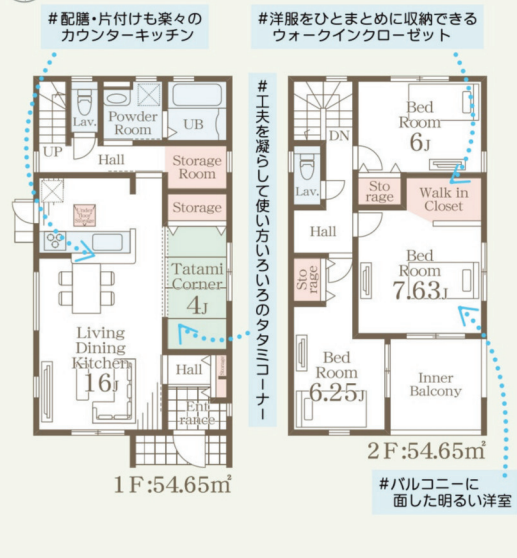 #配膳・片付けも楽々の
カウンターキッチン
#洋服をひとまとめに収納できる
ウォークインクローゼット
#工夫を凝らして使い方いろいろのタタミコーナー
Lav.
Powder
Room
UB
UP
Hall
Storage
Room
Storage
Tatami
Corner
4J
Living
Dining
Kitchen
16J
Hall
Ent
rance
1F:54.65㎡
DN
Bed
Room
6J
Lav.
Sto
rage
Walk in
Closet
Hall
Bed
Room
7.63J
Sto
rage
Bed
Room
6.25J
Inner
Balcony
2F:54.65㎡
#バルコニーに
面した明るい洋室